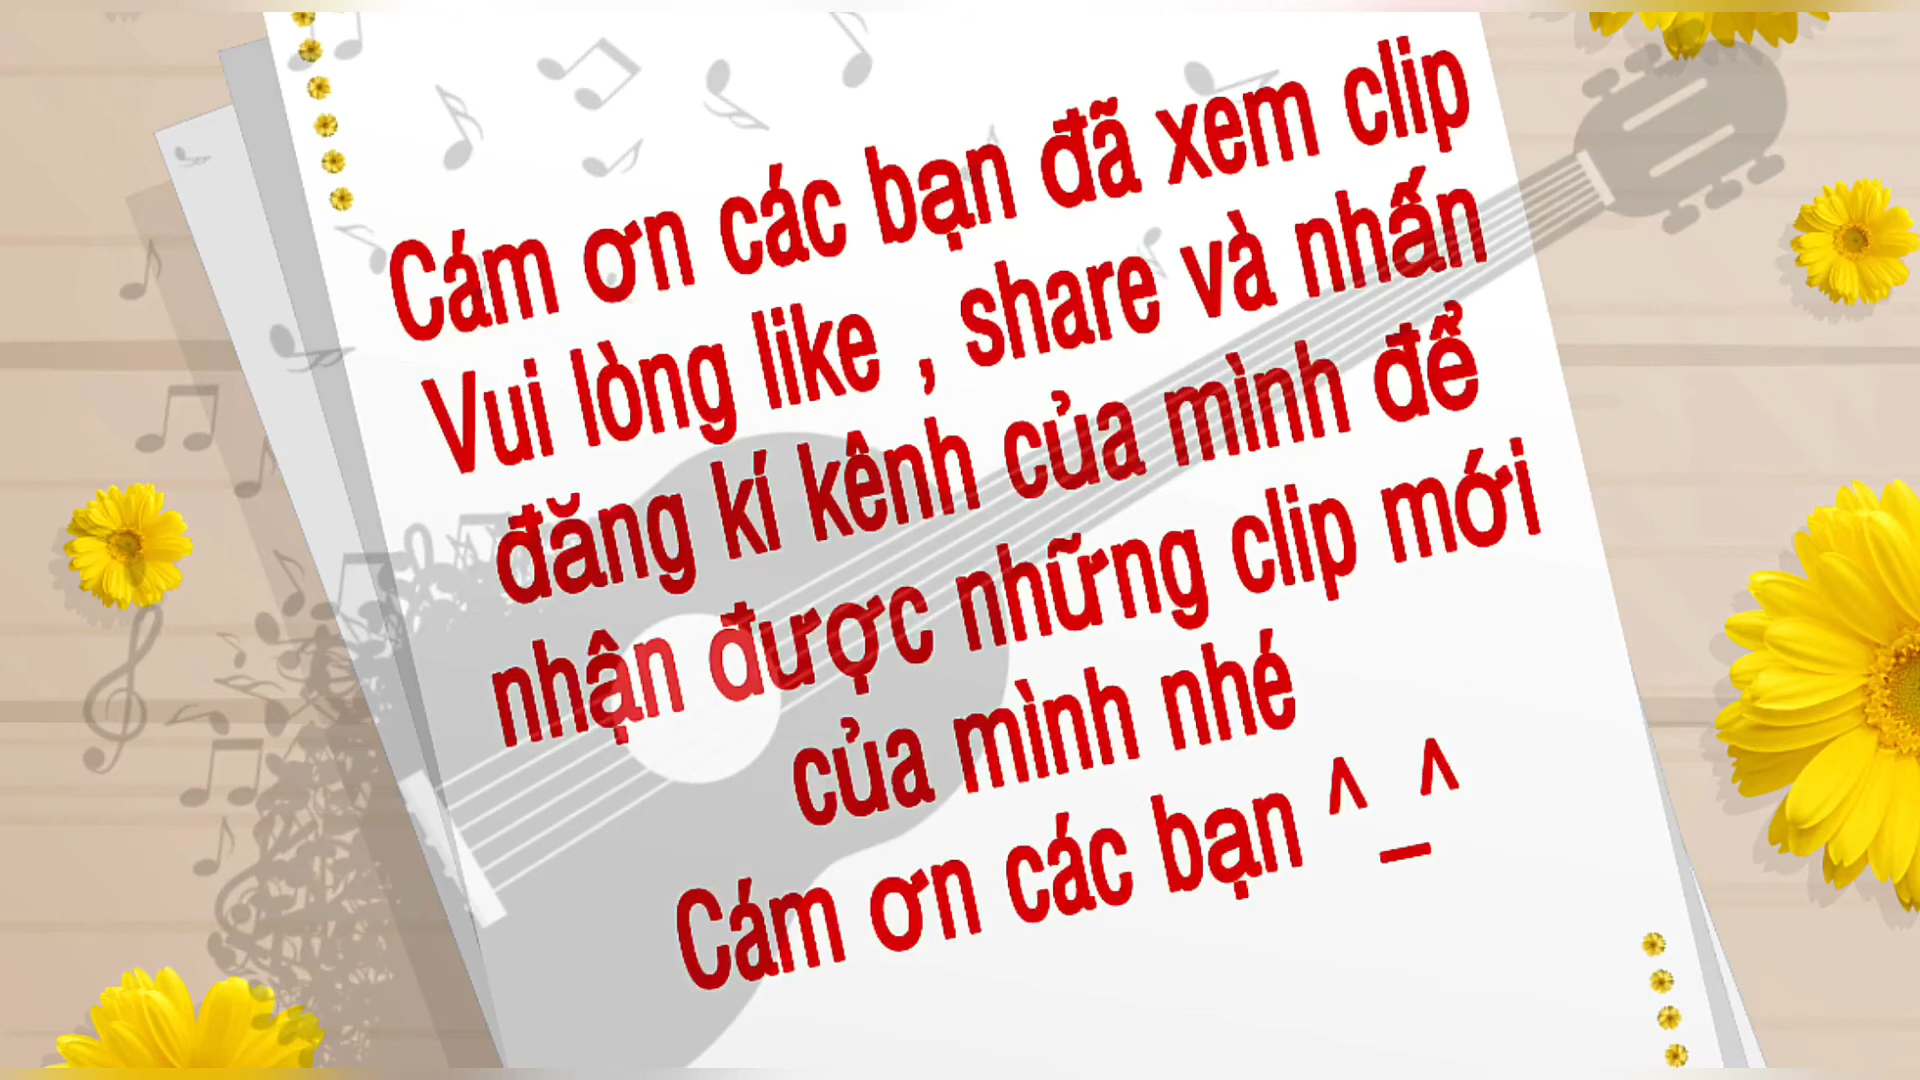 Cám ơn các bạn đã xem clip
Vui lòng like , share và nhấn
đăng kí kênh của mình để
nhận được những clip mới
của mình nhé
Cám ơn các bạn ^_^